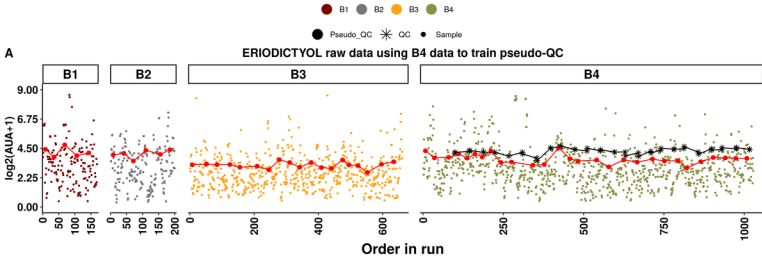 B1 B2 B3 B4
Pseudo_QC QC Sample
A
ERIODICTYOL raw data using B4 data to train pseudo-QC
B1 B2 B3 B4
log2(AUA+1)
9.00
6.75
4.50
2.25
0.00
0 50 100 150 0 50 100 150 200 0 200 400 600 0 250 500 750 1000
Order in run